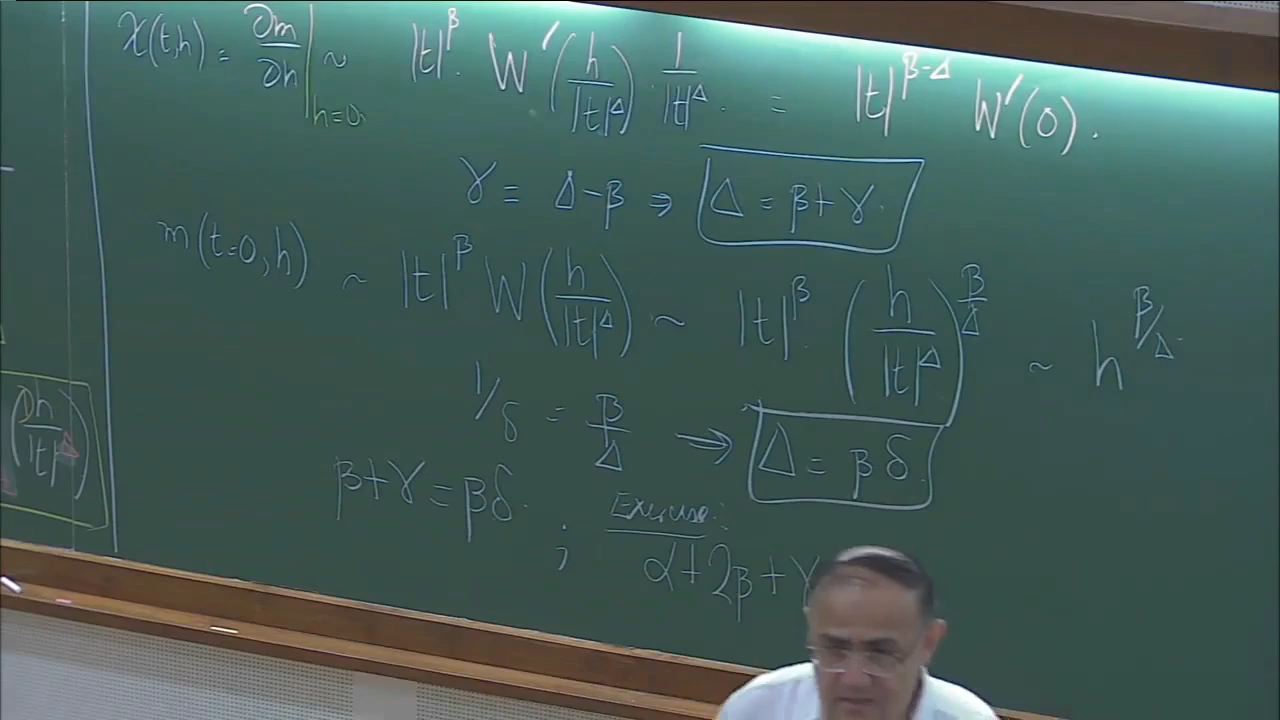 χ(t,h) = ∂m/∂h |h=0 ~ |t|^β W′(h/|t|^Δ) 1/|t|^Δ = |t|^{β-Δ} W′(0).
γ = Δ-β ⇒ Δ = β+γ.
m(t=0,h) ~ |t|^β W(h/|t|^Δ) ~ |t|^β (h/|t|^Δ)^{β/Δ} ~ h^{β/Δ}
1/δ = β/Δ ⇒ Δ = βδ
β+γ = βδ. ; Exercise:
α+2β+γ
h/|t|^Δ)